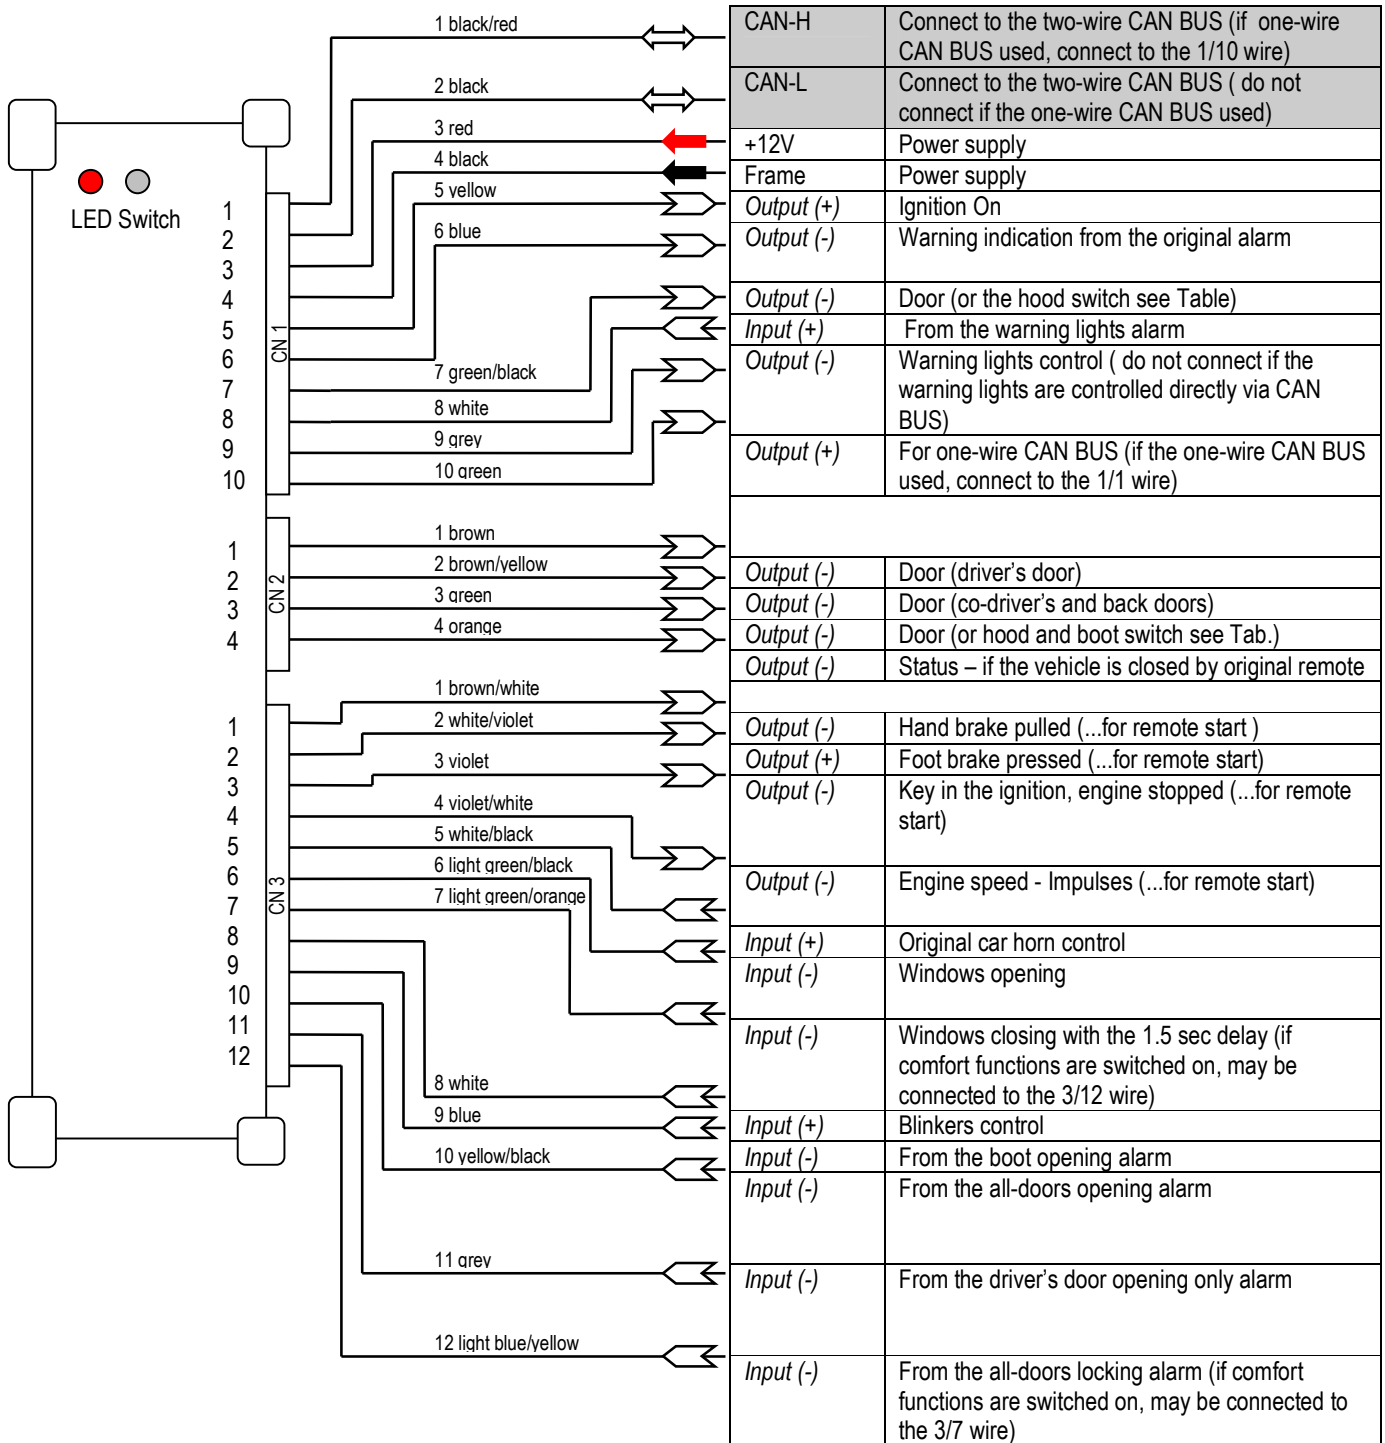 1 black/red
CAN-H
Connect to the two-wire CAN BUS (if  one-wire
CAN BUS used, connect to the 1/10 wire)
2 black
CAN-L
Connect to the two-wire CAN BUS ( do not
connect if the one-wire CAN BUS used)
3 red
+12V
Power supply
4 black
Frame
Power supply
5 yellow
Output (+)
Ignition On
6 blue
Output (-)
Warning indication from the original alarm
LED Switch
1
2
3
4
5
6
7
8
9
10
CN 1
Output (-)
Door (or the hood switch see Table)
Input (+)
From the warning lights alarm
7 green/black
Output (-)
Warning lights control ( do not connect if the
warning lights are controlled directly via CAN
BUS)
8 white
9 grey
Output (+)
For one-wire CAN BUS (if the one-wire CAN BUS
used, connect to the 1/1 wire)
10 green
1
2
3
4
CN 2
1 brown
2 brown/yellow
Output (-)
Door (driver's door)
3 green
Output (-)
Door (co-driver's and back doors)
4 orange
Output (-)
Door (or hood and boot switch see Tab.)
Output (-)
Status – if the vehicle is closed by original remote
1
2
3
4
5
6
7
8
9
10
11
12
CN 3
1 brown/white
2 white/violet
Output (-)
Hand brake pulled (...for remote start )
3 violet
Output (+)
Foot brake pressed (...for remote start)
Output (-)
Key in the ignition, engine stopped (...for remote
start)
4 violet/white
5 white/black
6 light green/black
Output (-)
Engine speed - Impulses (...for remote start)
7 light green/orange
Input (+)
Original car horn control
Input (-)
Windows opening
Input (-)
Windows closing with the 1.5 sec delay (if
comfort functions are switched on, may be
connected to the 3/12 wire)
8 white
9 blue
Input (+)
Blinkers control
10 yellow/black
Input (-)
From the boot opening alarm
Input (-)
From the all-doors opening alarm
11 grey
Input (-)
From the driver's door opening only alarm
12 light blue/yellow
Input (-)
From the all-doors locking alarm (if comfort
functions are switched on, may be connected to
the 3/7 wire)